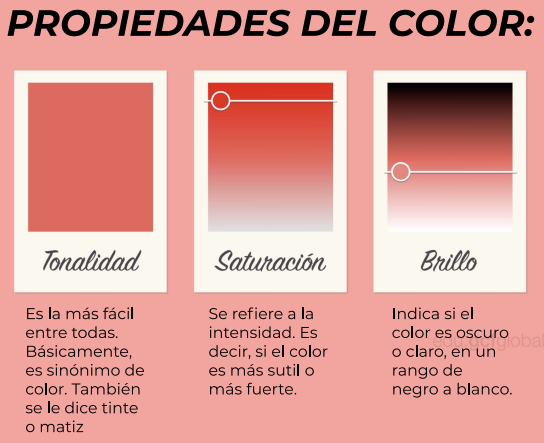 PROPIEDADES DEL COLOR:
Tonalidad
Es la más fácil
entre todas.
Básicamente,
es sinónimo de
color. También
se le dice tinte
o matiz
Saturación
Se refiere a la
intensidad. Es
decir, si el color
es más sutil o
más fuerte.
Brillo
Indica si el
color es oscuro
o claro, en un
rango de
negro a blanco.